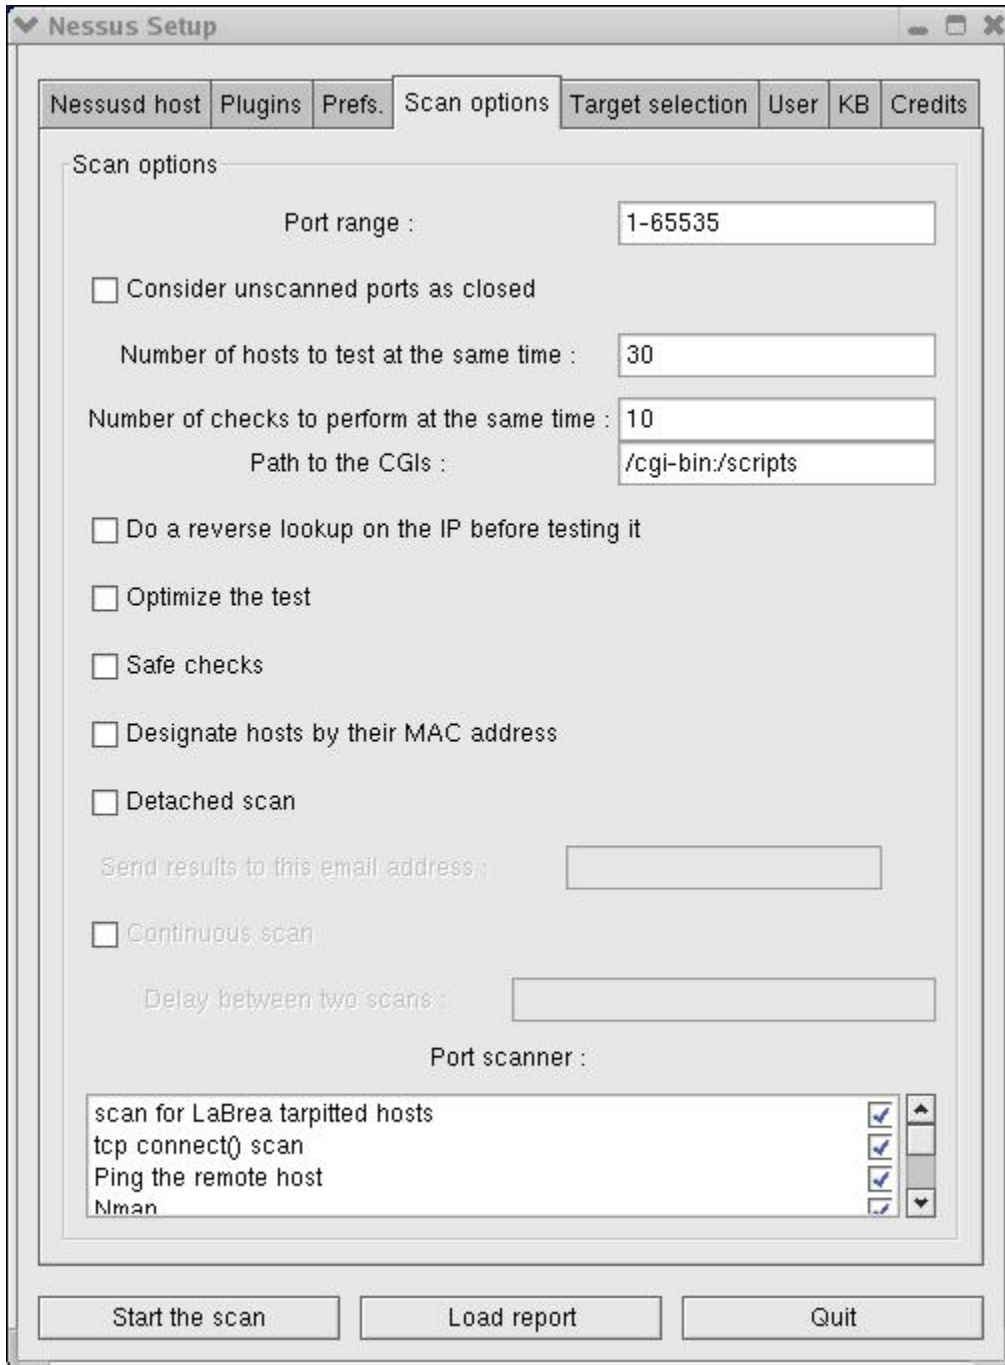 Nessus Setup
Nessusd host Plugins Prefs. Scan options Target selection User KB Credits
Scan options
Port range : 1-65535
Consider unscanned ports as closed
Number of hosts to test at the same time : 30
Number of checks to perform at the same time : 10
Path to the CGIs : /cgi-bin:/scripts
Do a reverse lookup on the IP before testing it
Optimize the test
Safe checks
Designate hosts by their MAC address
Detached scan
Send results to this email address :
Continuous scan
Delay between two scans :
Port scanner :
scan for LaBrea tarpitted hosts
tcp connect() scan
Ping the remote host
Nmap
Start the scan Load report Quit